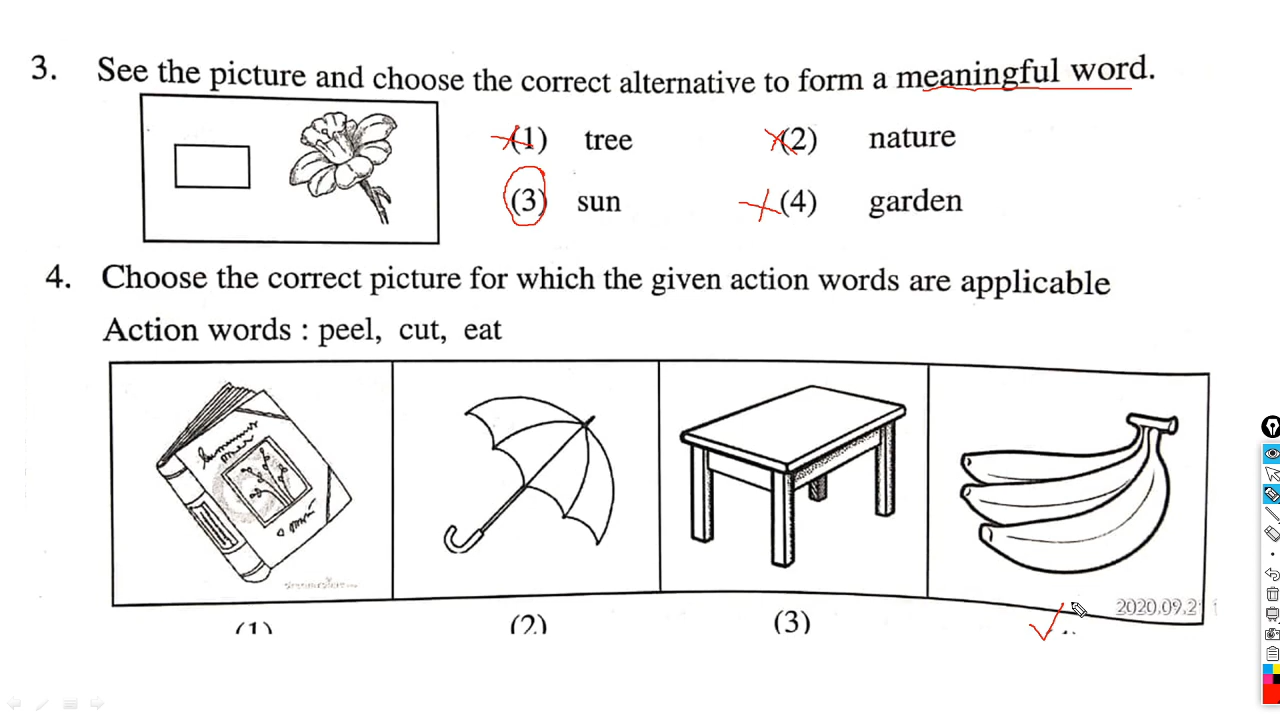 3. See the picture and choose the correct alternative to form a meaningful word.
(1) tree (2) nature
(3) sun (4) garden
4. Choose the correct picture for which the given action words are applicable
Action words : peel, cut, eat
(1) (2) (3)
2020.09.2